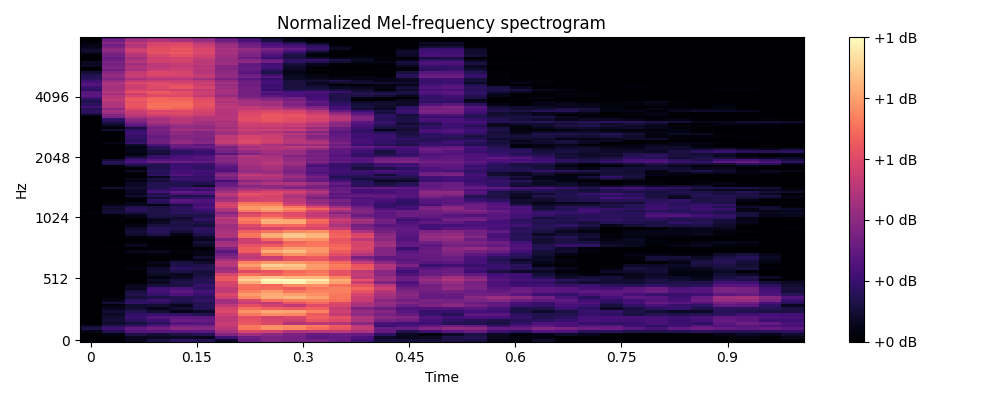 Normalized Mel-frequency spectrogram
Hz
4096
2048
1024
512
0
0 0.15 0.3 0.45 0.6 0.75 0.9
Time
+1 dB
+1 dB
+1 dB
+0 dB
+0 dB
+0 dB